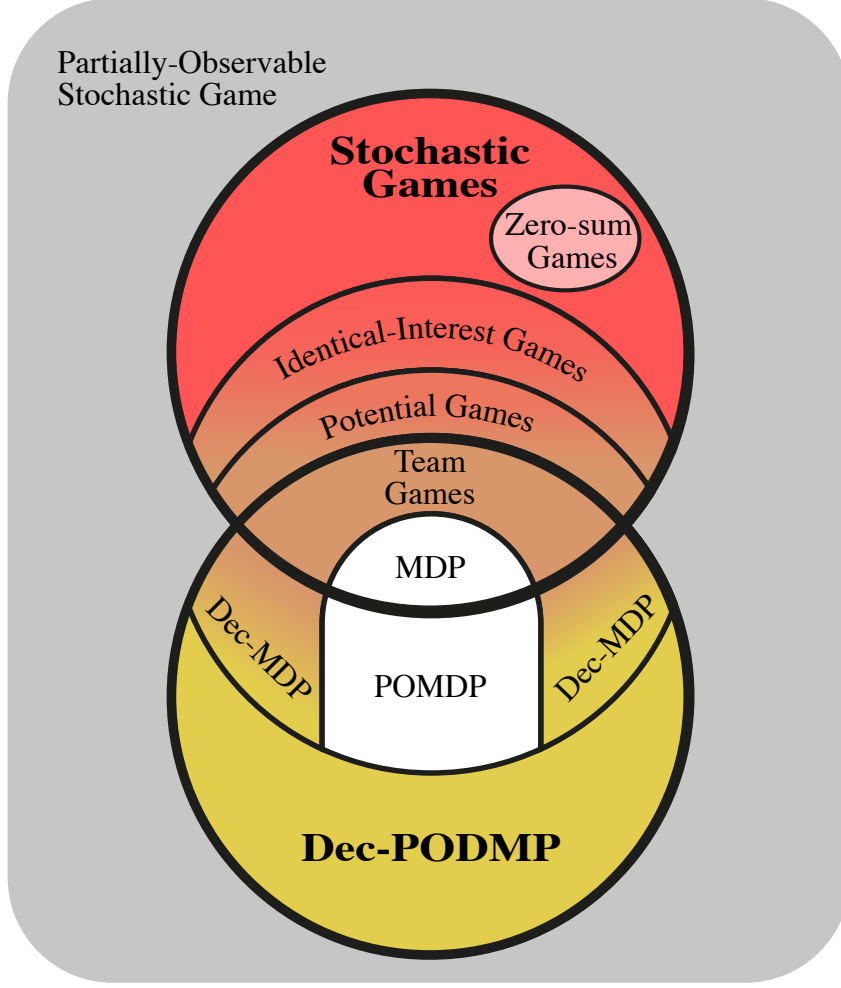 Partially-Observable
Stochastic Game
Stochastic
Games
Zero-sum
Games
Identical-Interest Games
Potential Games
Team
Games
MDP
Dec-MDP
Dec-MDP
POMDP
Dec-PODMP